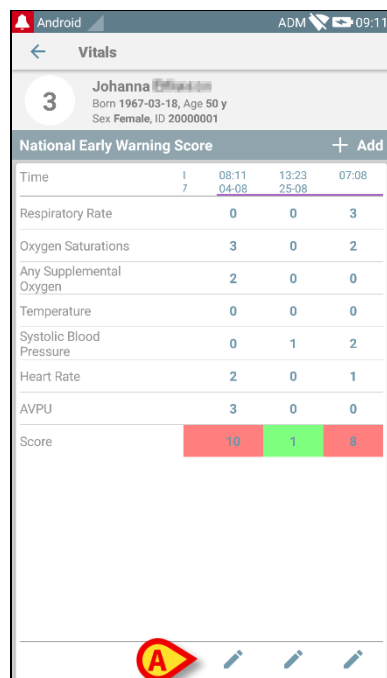 Android ADM 09:11
Vitals
3
Johanna
Born 1967-03-18, Age 50 y
Sex Female, ID 20000001
National Early Warning Score + Add
Time 08:11 13:23 07:08
7 04-08 25-08
Respiratory Rate 0 0 3
Oxygen Saturations 3 0 2
Any Supplemental
Oxygen 2 0 0
Temperature 0 0 0
Systolic Blood
Pressure 0 1 2
Heart Rate 2 0 1
AVPU 3 0 0
Score 10 1 8
A